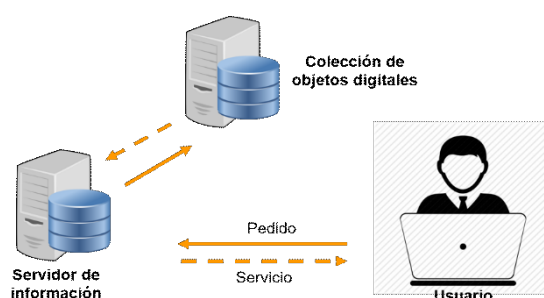 Colección de
objetos digitales
Pedido
Servicio
Servidor de
información
Usuario